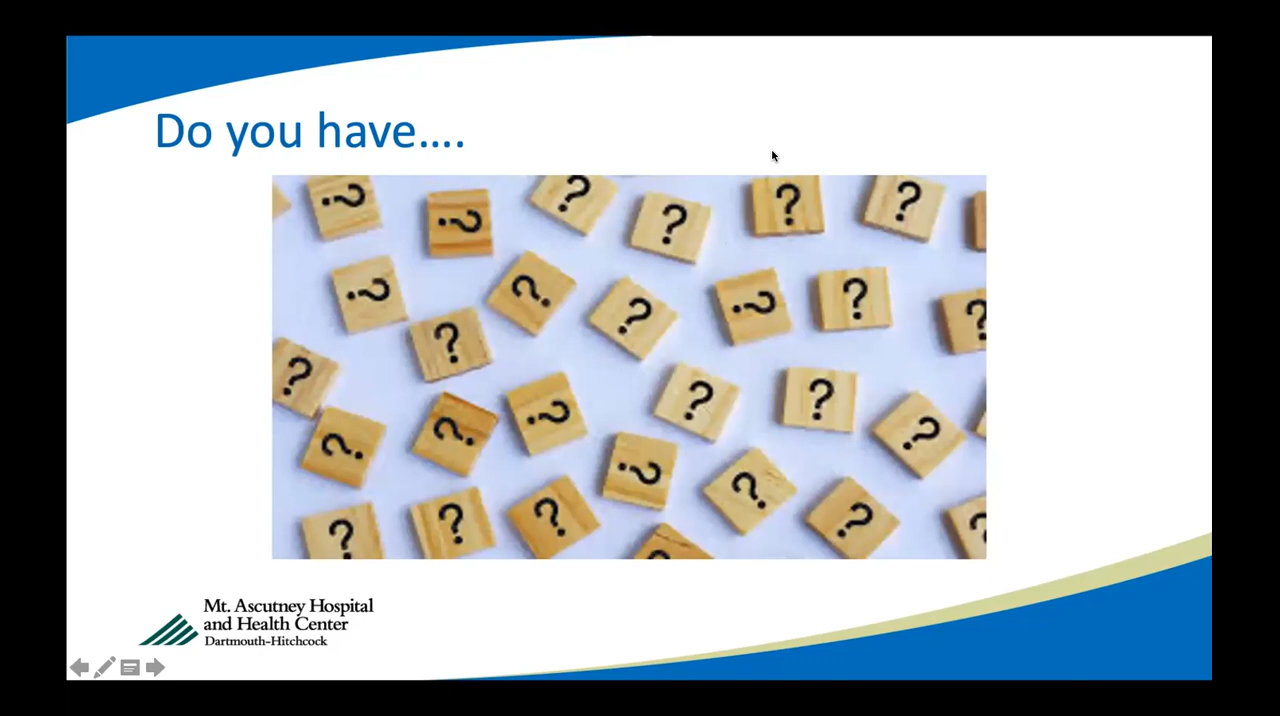 Do you have....
? ? ? ? ? ?
? ? ? ? ? ?
? ? ? ? ?
? ? ? ? ? ?
? ? ? ? ? ?
Mt. Ascutney Hospital
and Health Center
Dartmouth-Hitchcock